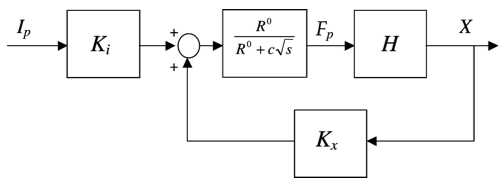 I_p
K_i
+
+
R^0
R^0 + c√s
F_p
H
X
K_x